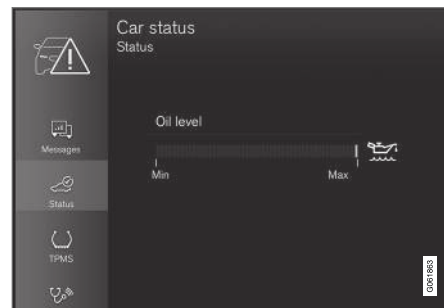 Car status
Status
Messages
Status
TPMS
Oil level
Min Max
G061863